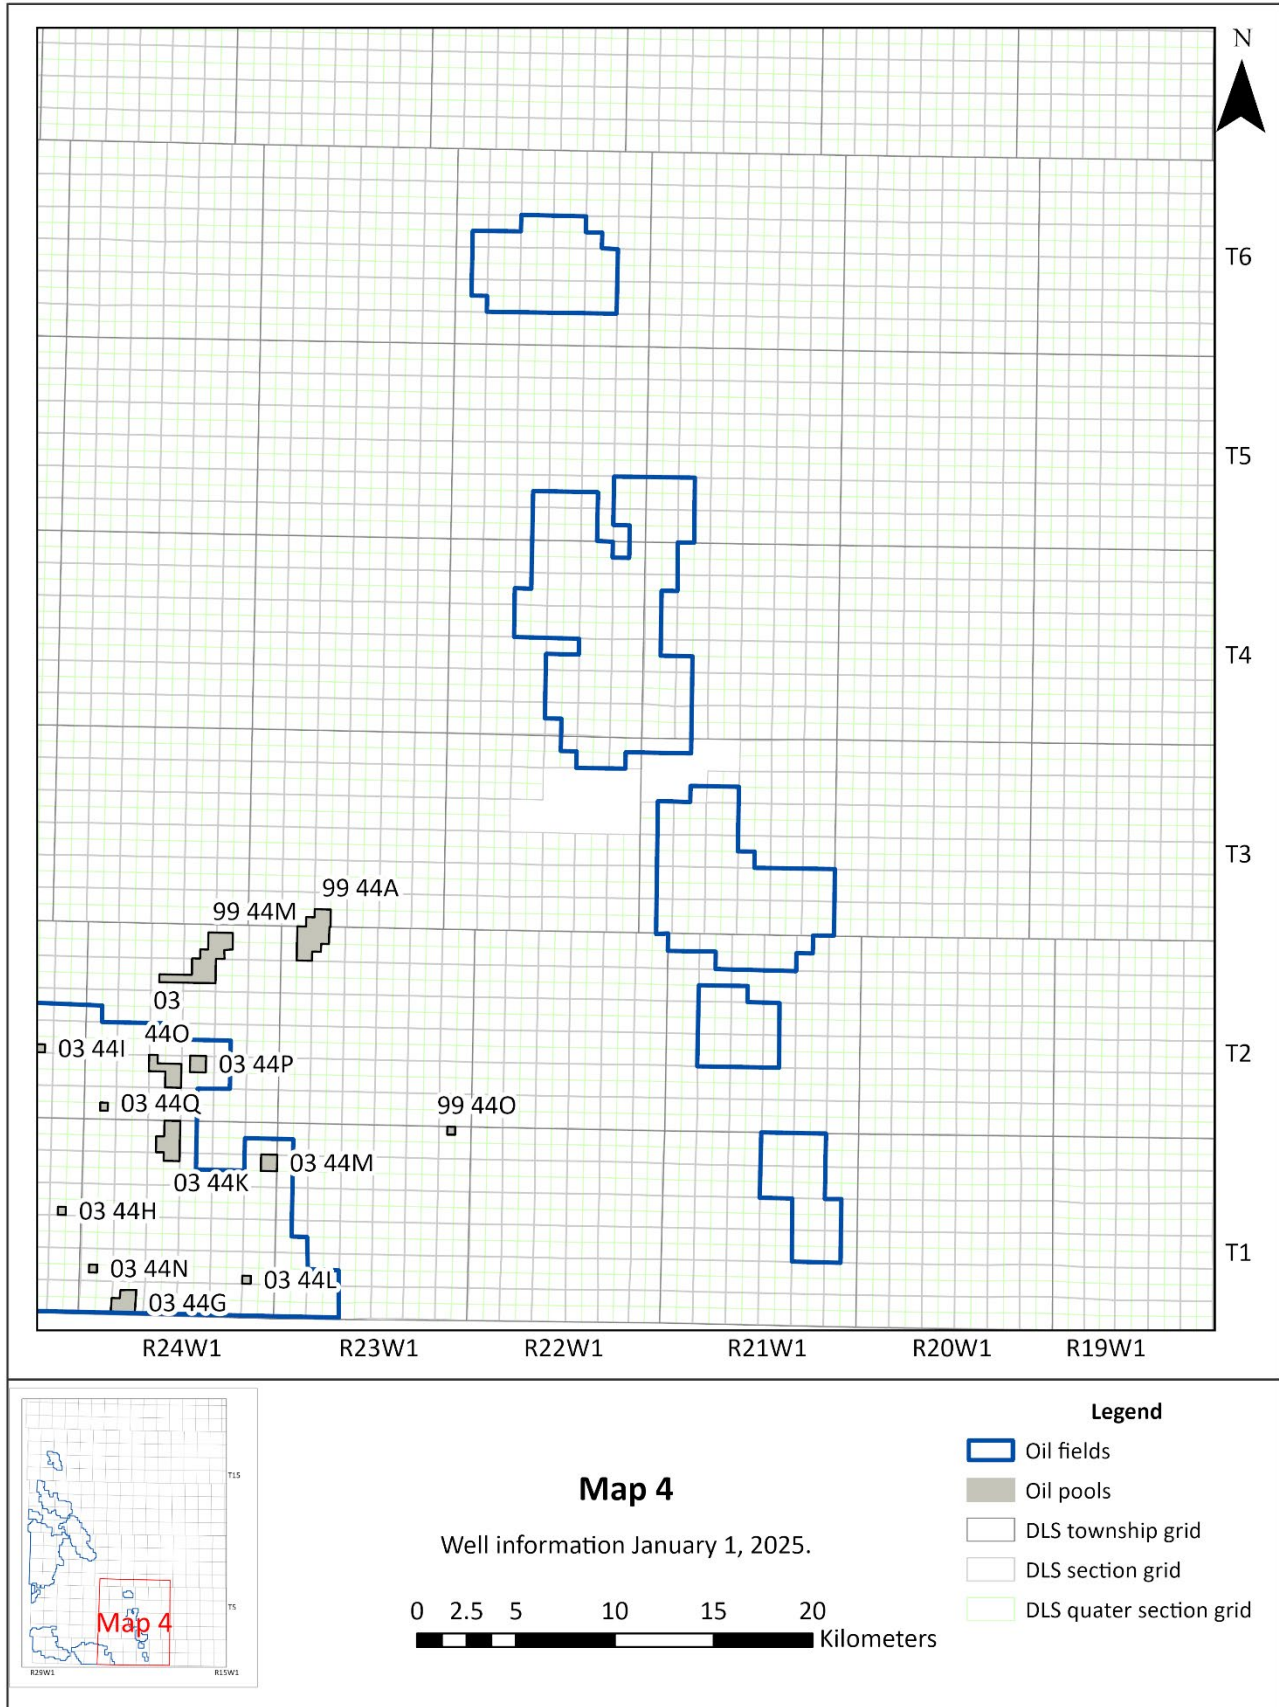 N
T6
T5
T4
T3
99 44A
99 44M
03
44O
03 44I
03 44P
T2
03 44Q
99 44O
03 44M
03 44K
03 44H
T1
03 44N
03 44L
03 44G
R24W1
R23W1
R22W1
R21W1
R20W1
R19W1
T15
T5
Map 4
R29W1
R15W1
Map 4
Well information January 1, 2025.
0 2.5 5 10 15 20
Kilometers
Legend
Oil fields
Oil pools
DLS township grid
DLS section grid
DLS quater section grid